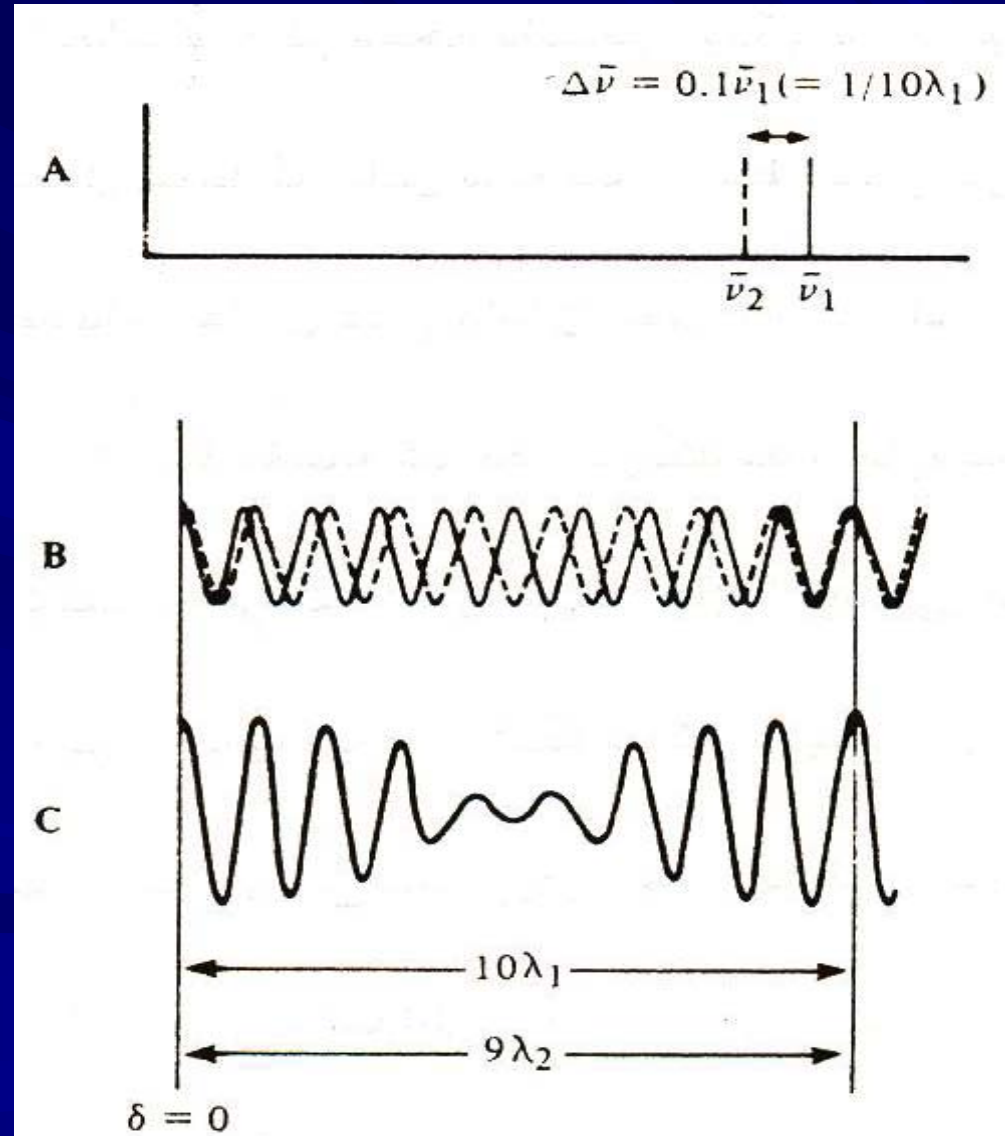 Δν̄ = 0.1ν̄₁(= 1/10λ₁)
A
ν̄₂ ν̄₁
B
C
10λ₁
9λ₂
δ = 0